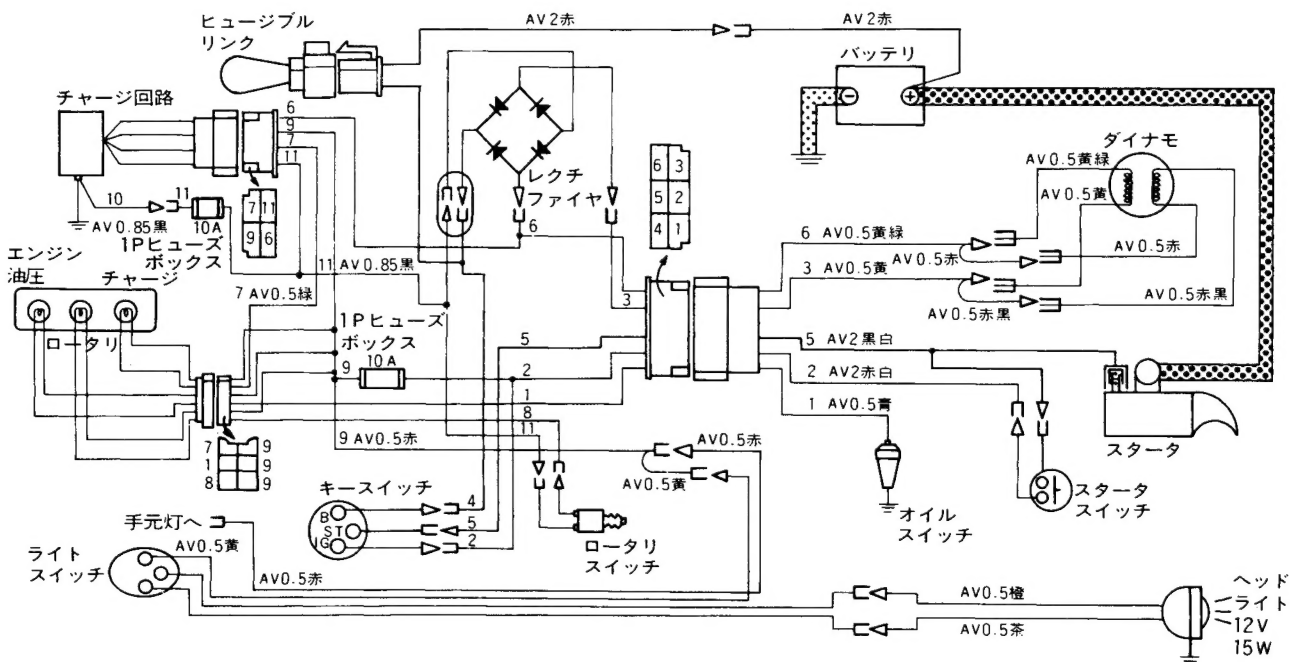 ヒュージブル
リンク
AV2赤
AV2赤
バッテリ
チャージ回路
6
9
7
11
ダイナモ
AV0.5黄緑
AV0.5黄
レクチ
ファイヤ
6 3
5 2
4 1
10
11
10A
AV0.85黒
1Pヒューズ
ボックス
7 11
9 6
6
6 AV0.5黄緑
AV0.5赤
AV0.5赤
3 AV0.5黄
AV0.5赤黒
AV0.5赤黒
エンジン
油圧
チャージ
ロータリ
11 AV0.85黒
7 AV0.5緑
3
1Pヒューズ
ボックス
10A
9
5
2
1
8
11
5 AV2黒白
2 AV2赤白
1 AV0.5青
スタータ
7 9
1 9
8 9
9 AV0.5赤
AV0.5赤
AV0.5黄
キースイッチ
B
ST
IG
4
5
2
ロータリ
スイッチ
オイル
スイッチ
スタータ
スイッチ
手元灯へ
AV0.5黄
ライト
スイッチ
AV0.5赤
AV0.5橙
AV0.5茶
ヘッド
ライト
12V
15W